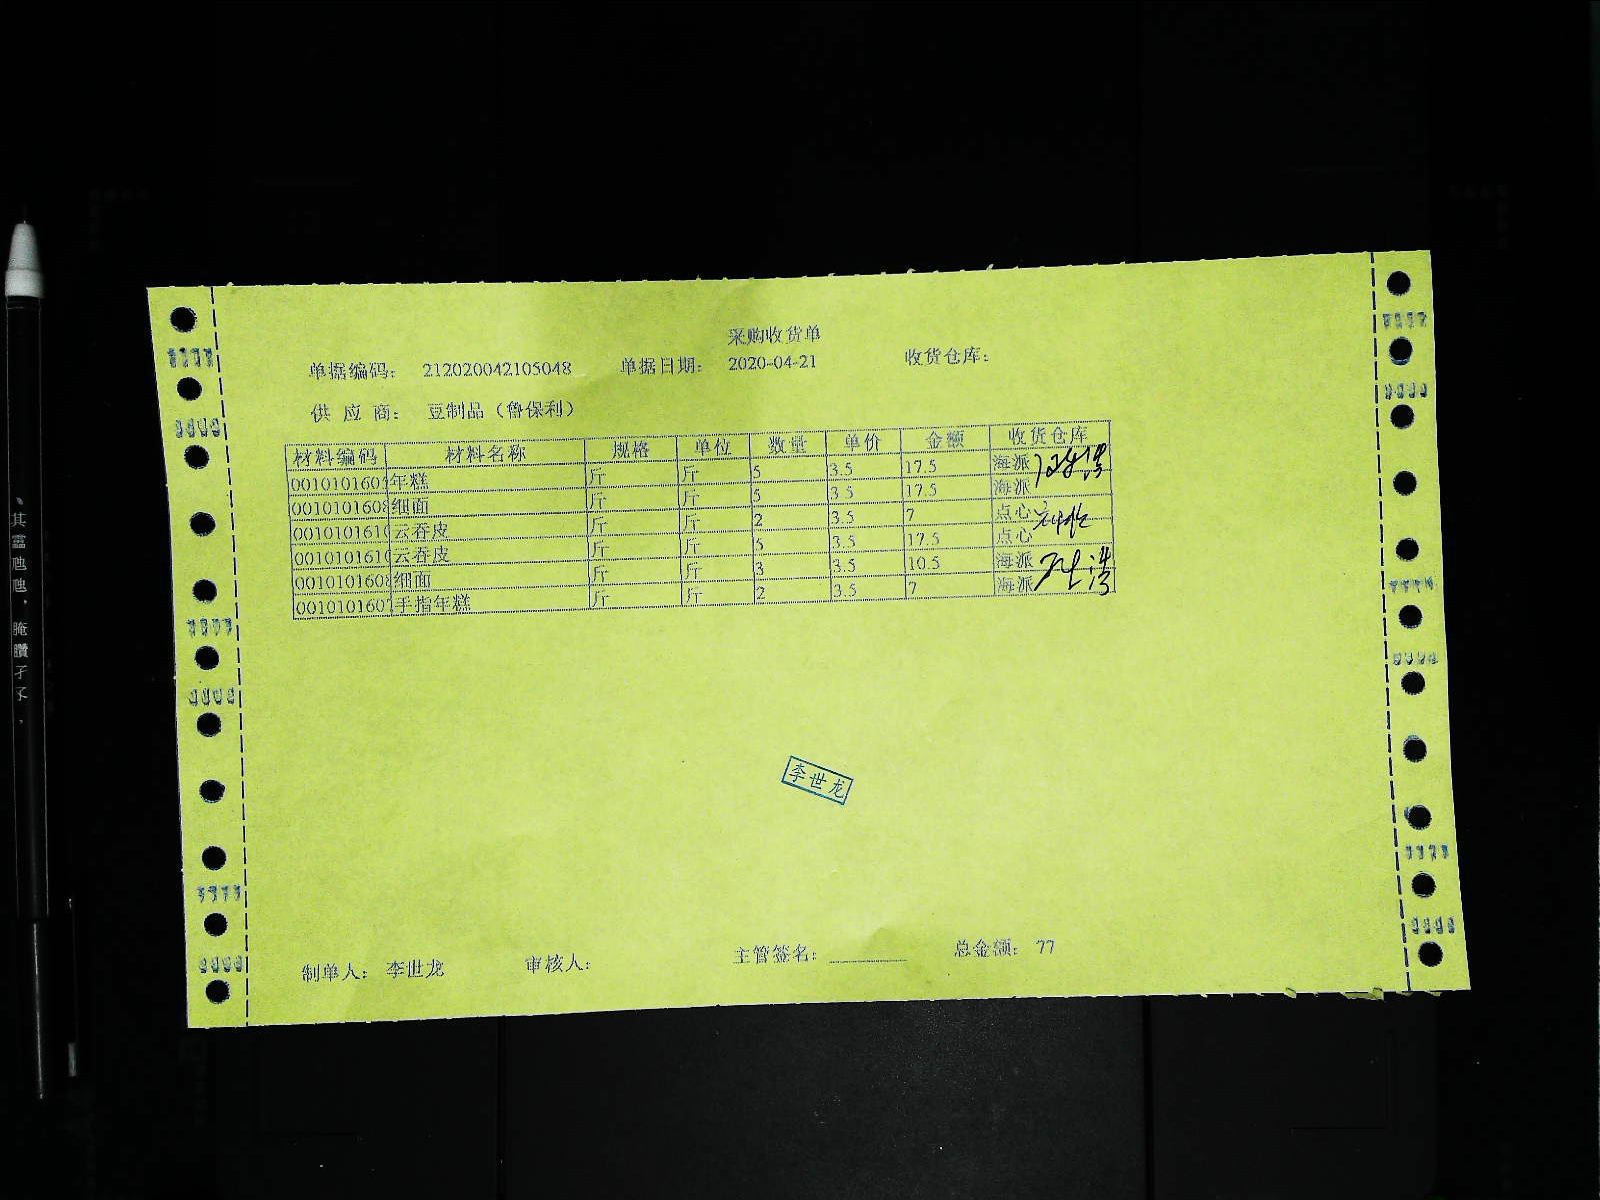 采购收货单
单据编码: 212020042105048 单据日期: 2020-04-21 收货仓库:
供 应 商: 豆制品（鲁保利）
材料编码 材料名称 规格 单位 数量 单价 金额 收货仓库
0010101601 年糕 斤 斤 5 3.5 17.5 海派
0010101608 细面 斤 斤 5 3.5 17.5 海派
0010101610 云吞皮 斤 斤 2 3.5 7 点心
0010101610 云吞皮 斤 斤 5 3.5 17.5 点心
0010101608 细面 斤 斤 3 3.5 10.5 海派
0010101607 手指年糕 斤 斤 2 3.5 7 海派
李世龙
制单人: 李世龙 审核人: 主管签名: 总金额: 77